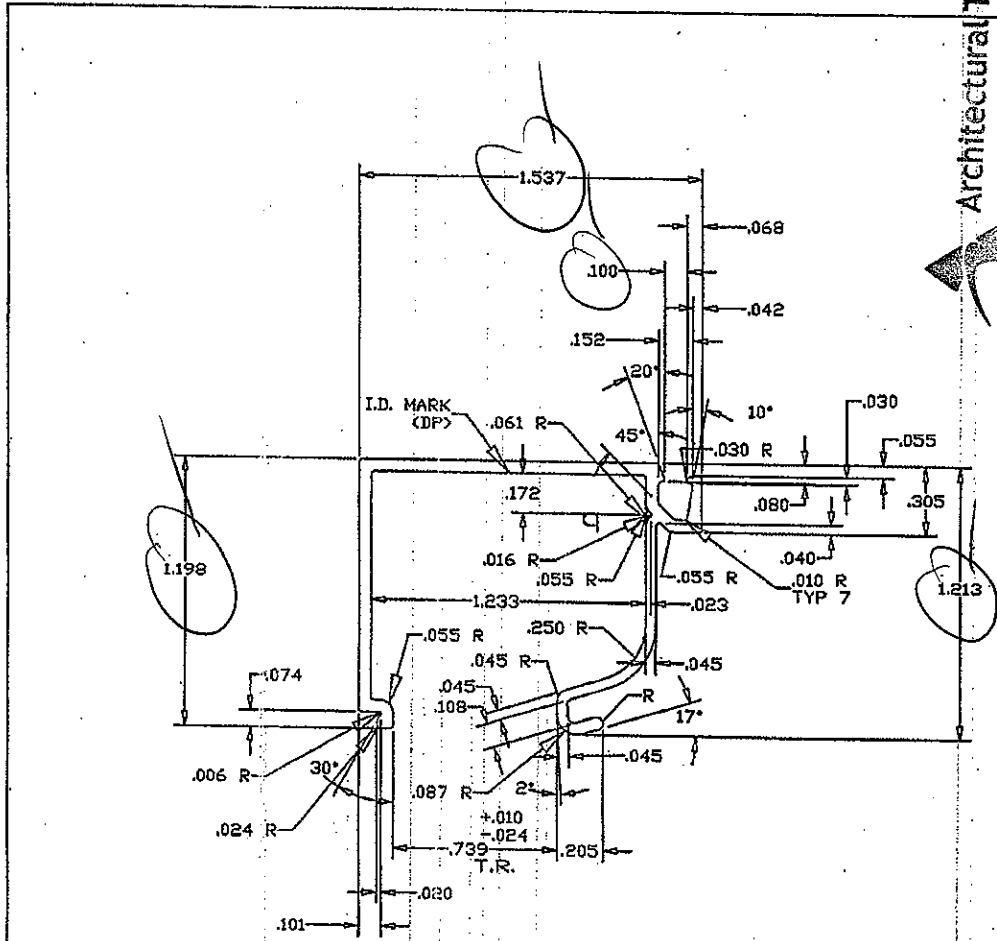 Architectural
1.537
.068
.100
.042
.152
20°
I.D. MARK
(DP)
.061 R
10°
.030
45°
.030 R
.055
.172
.080
.305
.016 R
.040
1.198
.055 R
.055 R
.010 R
TYP 7
1.213
1.233
.023
.055 R
.250 R
.045 R
.045
.074
.045
.108
R
17°
.006 R
30°
.087 R
2°
.045
.024 R
+.010
-.024
.739
.205
T.R.
.020
.101